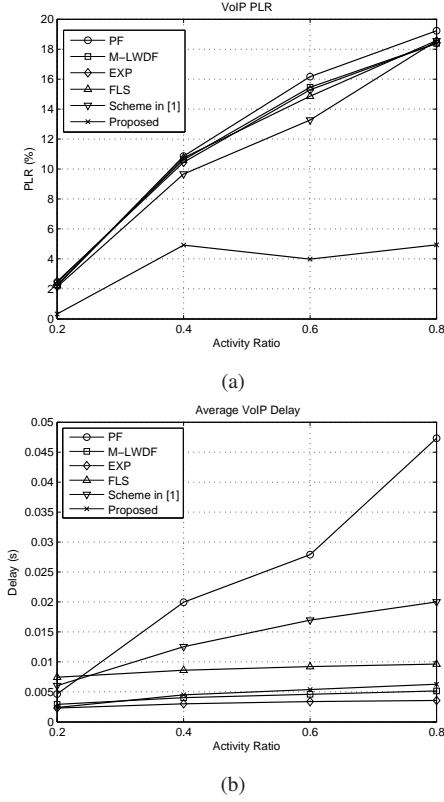 VoIP PLR
20
18
16
14
12
10
8
6
4
2
0
PLR (%)
PF
M−LWDF
EXP
FLS
Scheme in [1]
Proposed
0.2 0.4 0.6 0.8
Activity Ratio
(a)
Average VoIP Delay
0.05
0.045
0.04
0.035
0.03
0.025
0.02
0.015
0.01
0.005
0
Delay (s)
PF
M−LWDF
EXP
FLS
Scheme in [1]
Proposed
0.2 0.4 0.6 0.8
Activity Ratio
(b)